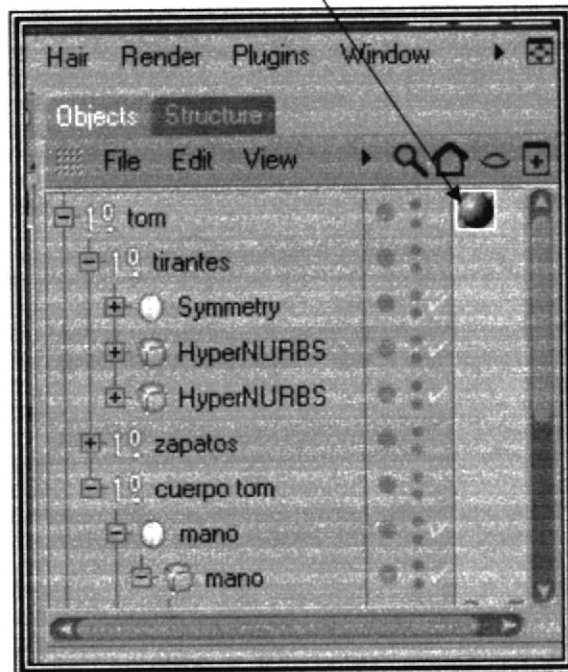 Hair Render Plugins Window
Objects Structure
File Edit View
tom
tirantes
Symmetry
HyperNURBS
HyperNURBS
zapatos
cuerpo tom
mano
mano